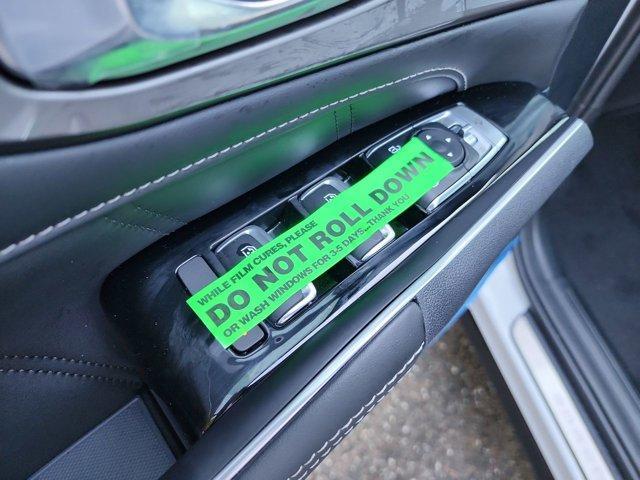 WHILE FILM CURES, PLEASE
DO NOT ROLL DOWN
OR WASH WINDOWS FOR 3-5 DAYS...THANK YOU